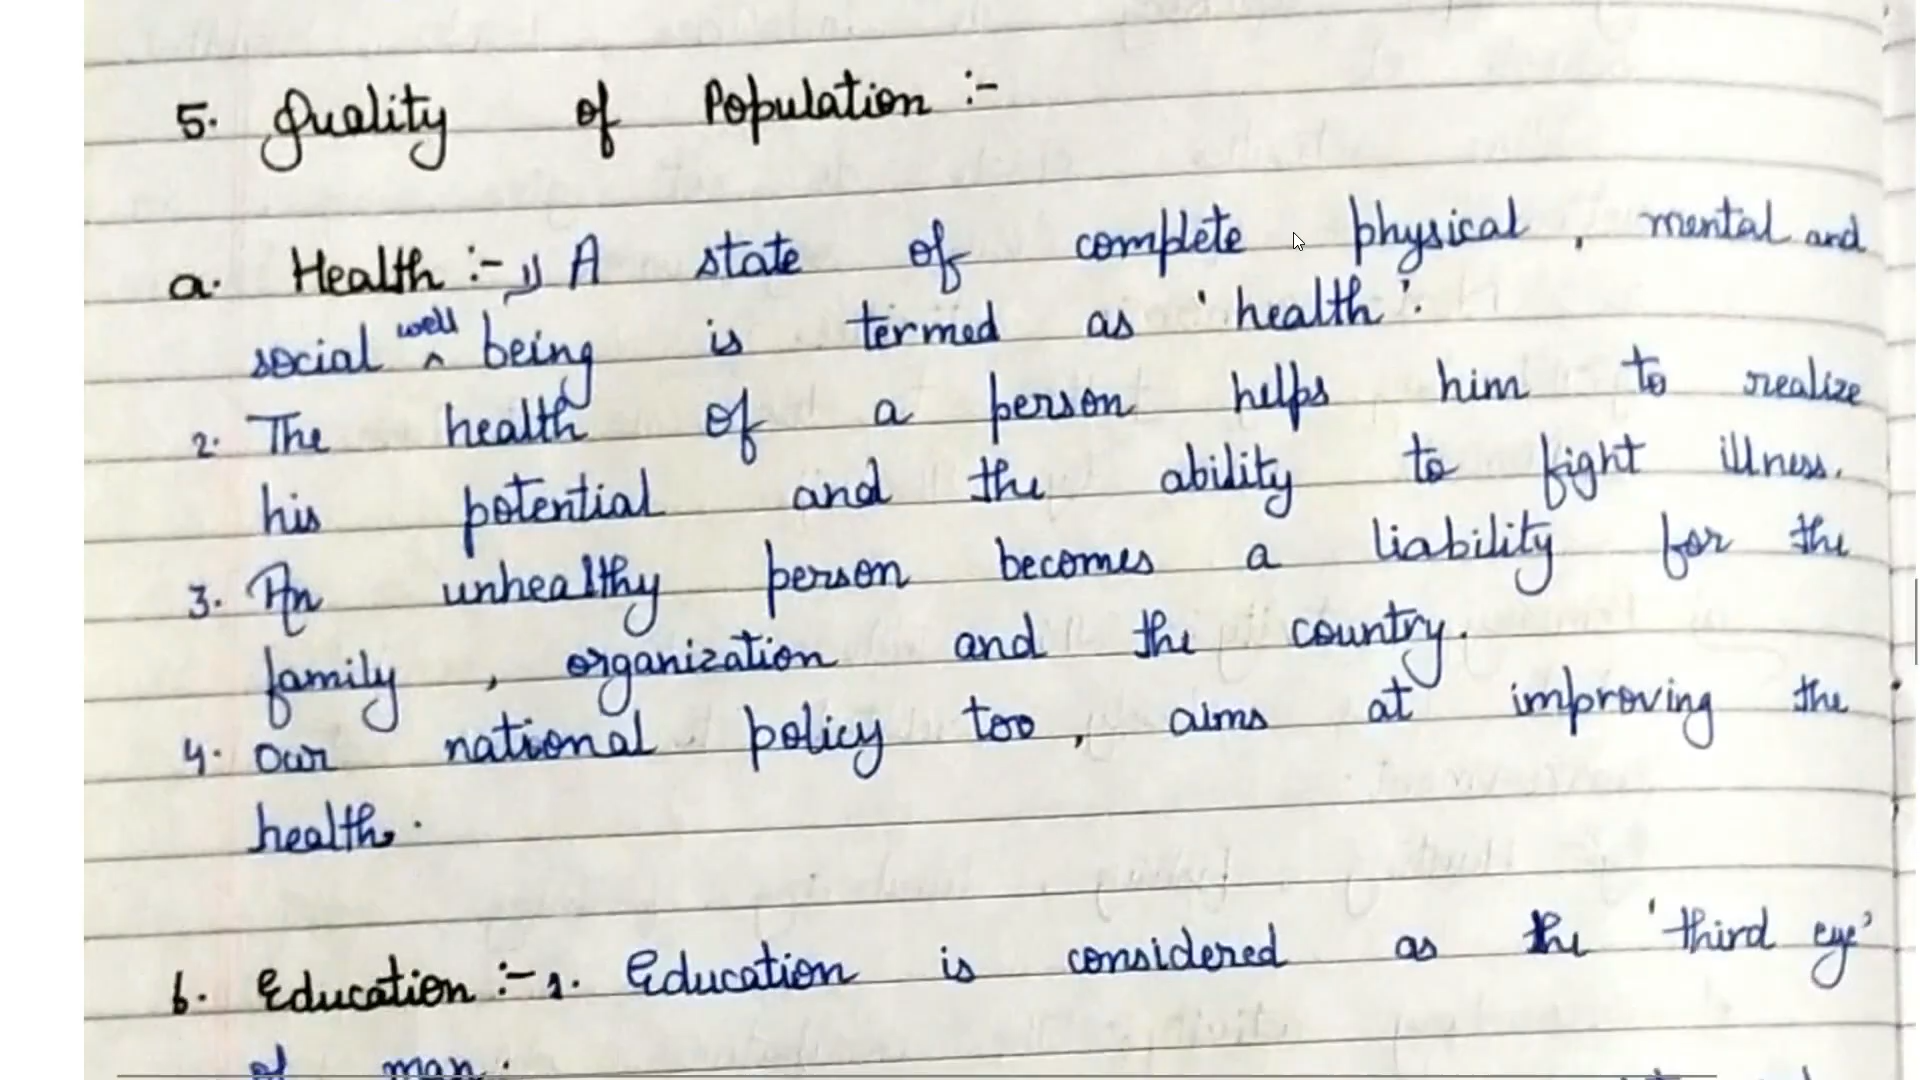 5. Quality of Population :-
a. Health :- 1) A state of complete physical , mental and
social well being is termed as 'health'.
2. The health of a person helps him to realize
his potential and the ability to fight illness.
3. An unhealthy person becomes a liability for the
family , organization and the country.
4. Our national policy too , aims at improving the
health.
b. Education :- 1. Education is considered as the 'third eye'
of man.